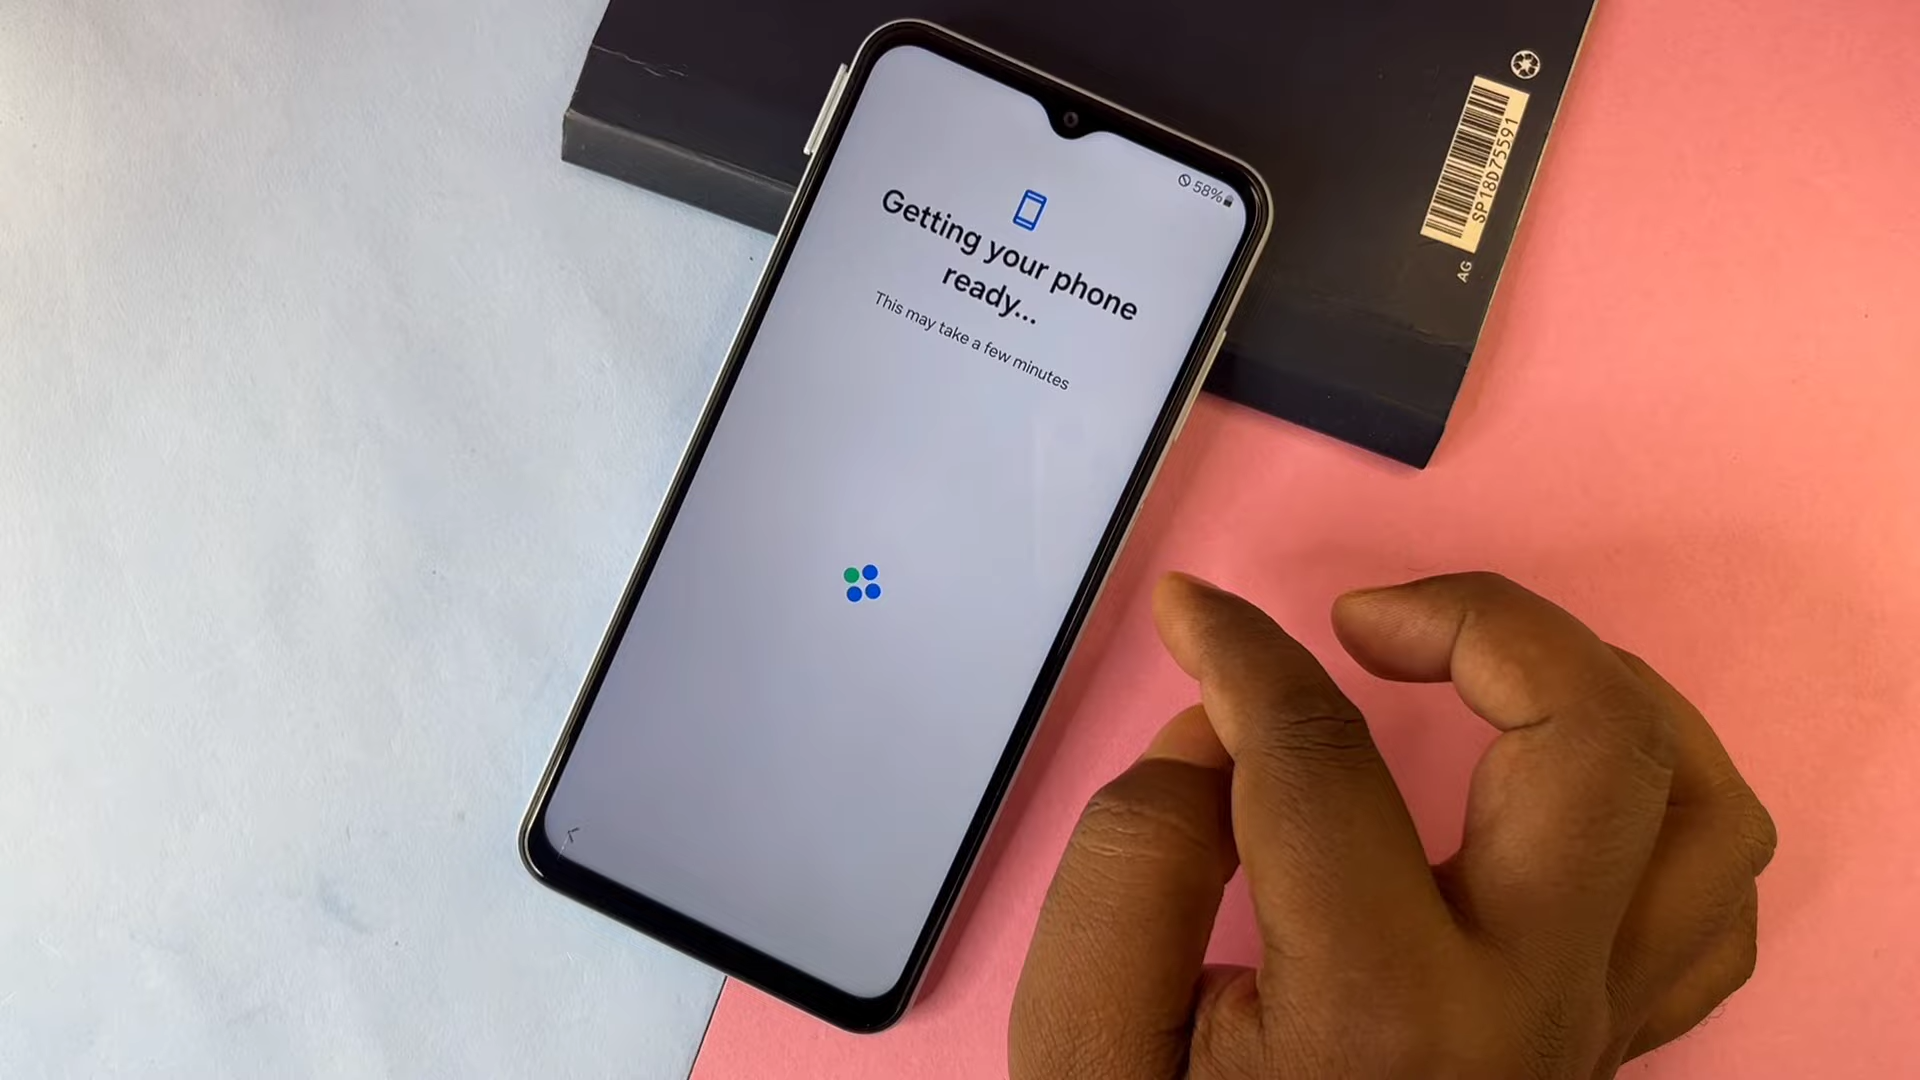 58%
Getting your phone
ready...
This may take a few minutes
SP18D75591
AG